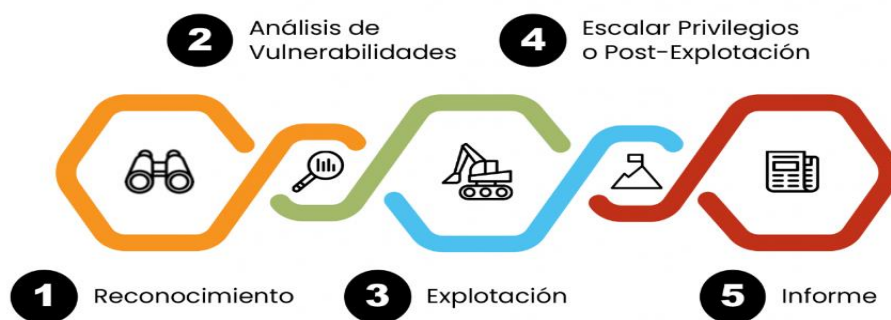 1 Reconocimiento
2 Análisis de
Vulnerabilidades
3 Explotación
4 Escalar Privilegios
o Post-Explotación
5 Informe